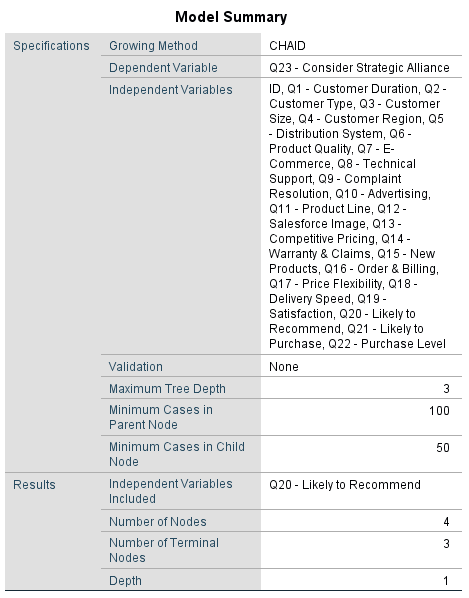 Model Summary
Specifications Growing Method CHAID
Dependent Variable Q23 - Consider Strategic Alliance
Independent Variables ID, Q1 - Customer Duration, Q2 -
Customer Type, Q3 - Customer
Size, Q4 - Customer Region, Q5
- Distribution System, Q6 -
Product Quality, Q7 - E-
Commerce, Q8 - Technical
Support, Q9 - Complaint
Resolution, Q10 - Advertising,
Q11 - Product Line, Q12 -
Salesforce Image, Q13 -
Competitive Pricing, Q14 -
Warranty & Claims, Q15 - New
Products, Q16 - Order & Billing,
Q17 - Price Flexibility, Q18 -
Delivery Speed, Q19 -
Satisfaction, Q20 - Likely to
Recommend, Q21 - Likely to
Purchase, Q22 - Purchase Level
Validation None
Maximum Tree Depth 3
Minimum Cases in 100
Parent Node
Minimum Cases in Child 50
Node
Results Independent Variables Q20 - Likely to Recommend
Included
Number of Nodes 4
Number of Terminal 3
Nodes
Depth 1